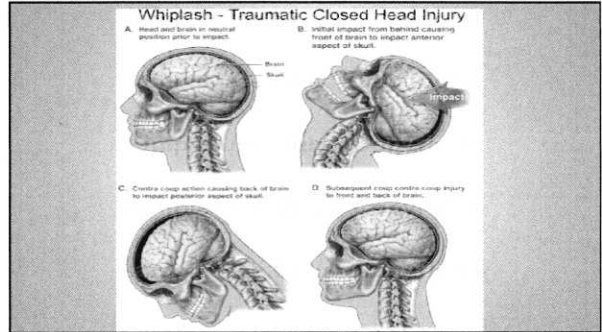 Whiplash - Traumatic Closed Head Injury
A. Head and brain in neutral
position prior to impact.
B. Initial impact from behind causing
front of brain to impact anterior
aspect of skull.
Brain
Skull
Impact
C. Contra coup action causing back of brain
to impact posterior aspect of skull.
D. Subsequent coup contra coup injury
to front and back of brain.